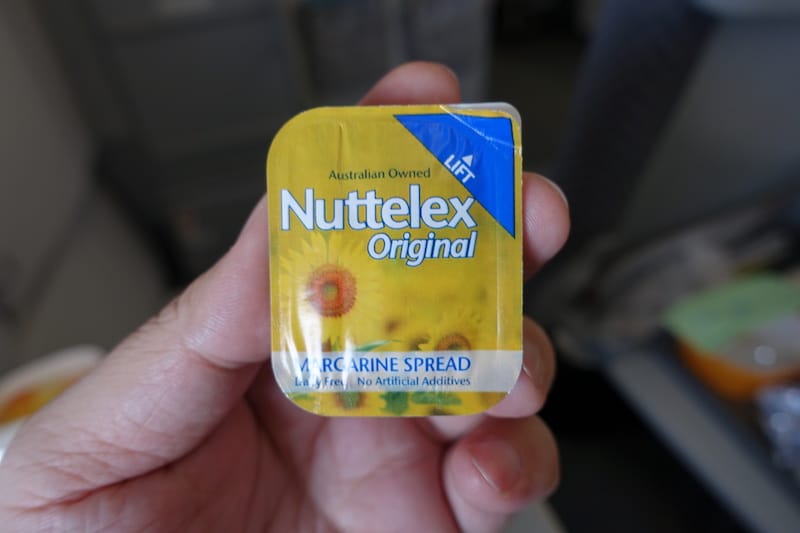 LIFT
Australian Owned
Nuttelex
Original
MARGARINE SPREAD
Dairy Free No Artificial Additives